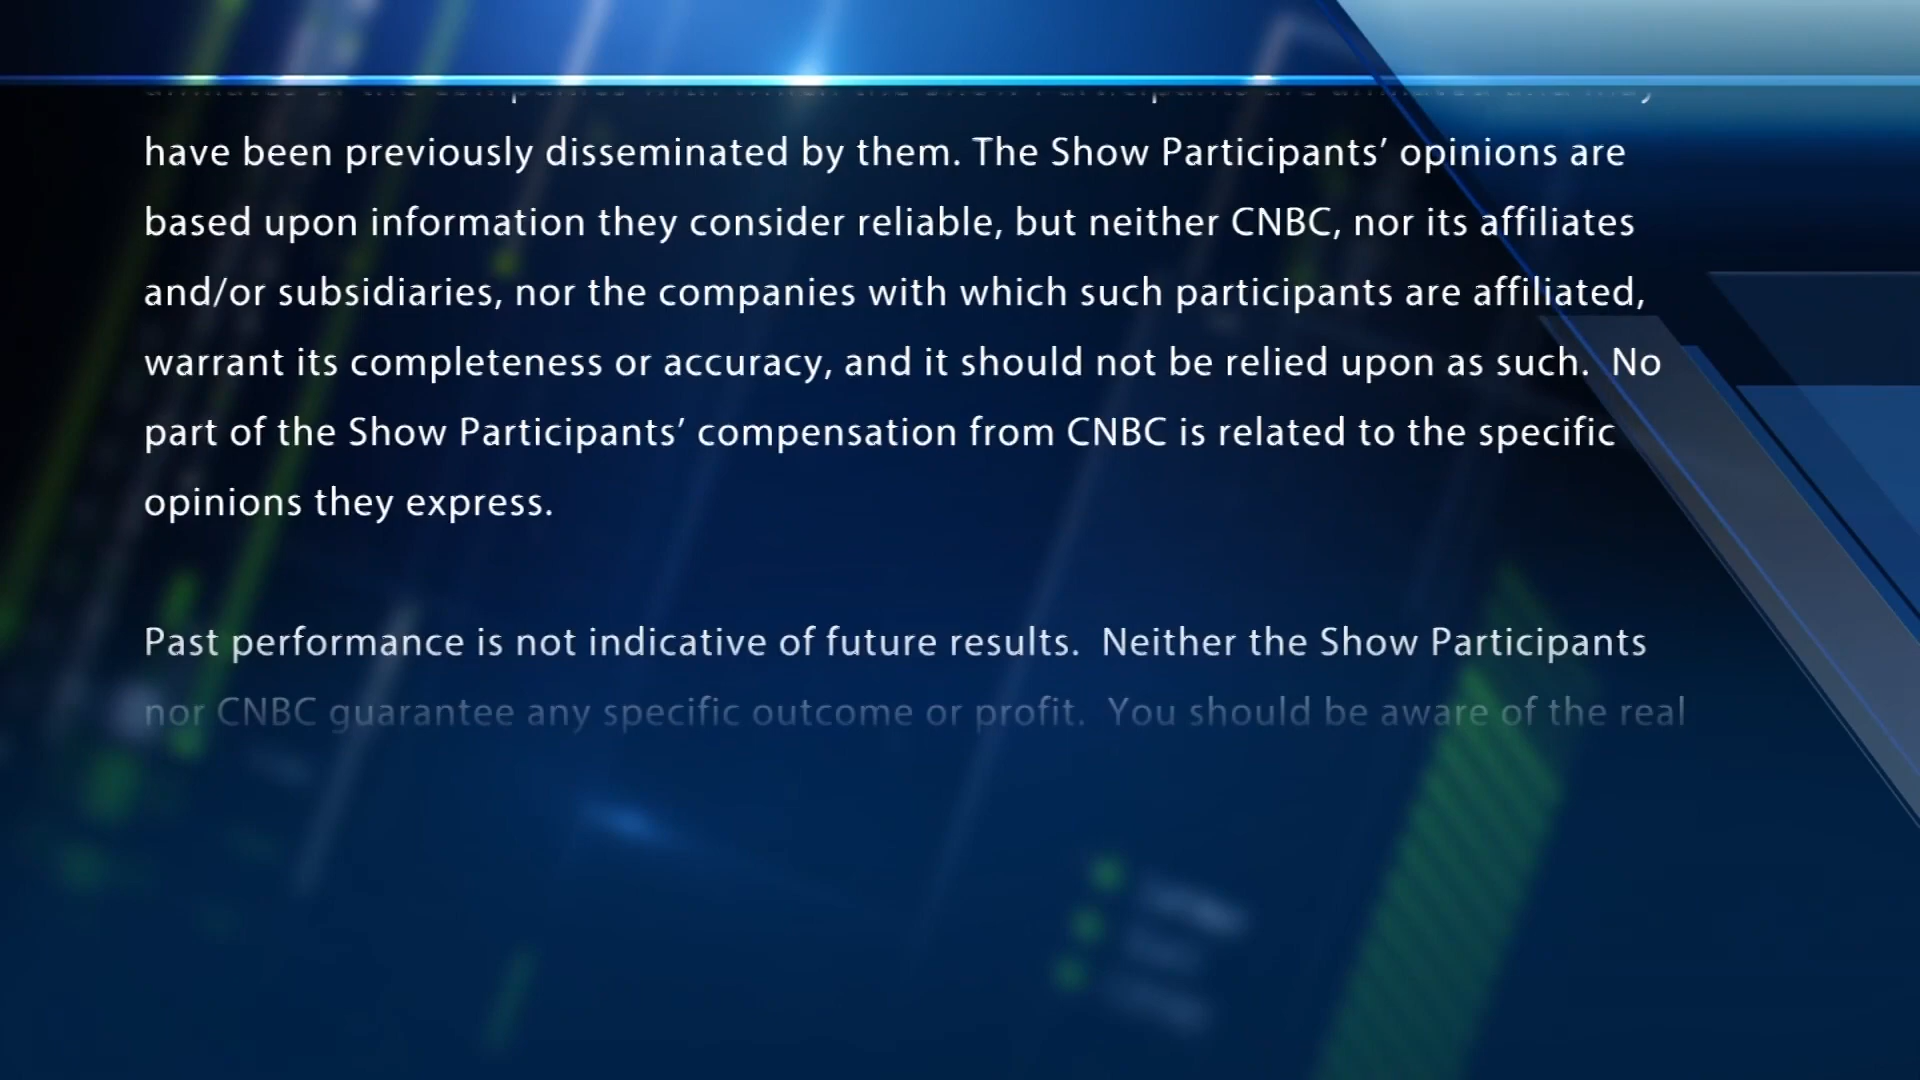 have been previously disseminated by them. The Show Participants’ opinions are
based upon information they consider reliable, but neither CNBC, nor its affiliates
and/or subsidiaries, nor the companies with which such participants are affiliated,
warrant its completeness or accuracy, and it should not be relied upon as such.  No
part of the Show Participants’ compensation from CNBC is related to the specific
opinions they express.
Past performance is not indicative of future results.  Neither the Show Participants
nor CNBC guarantee any specific outcome or profit.  You should be aware of the real